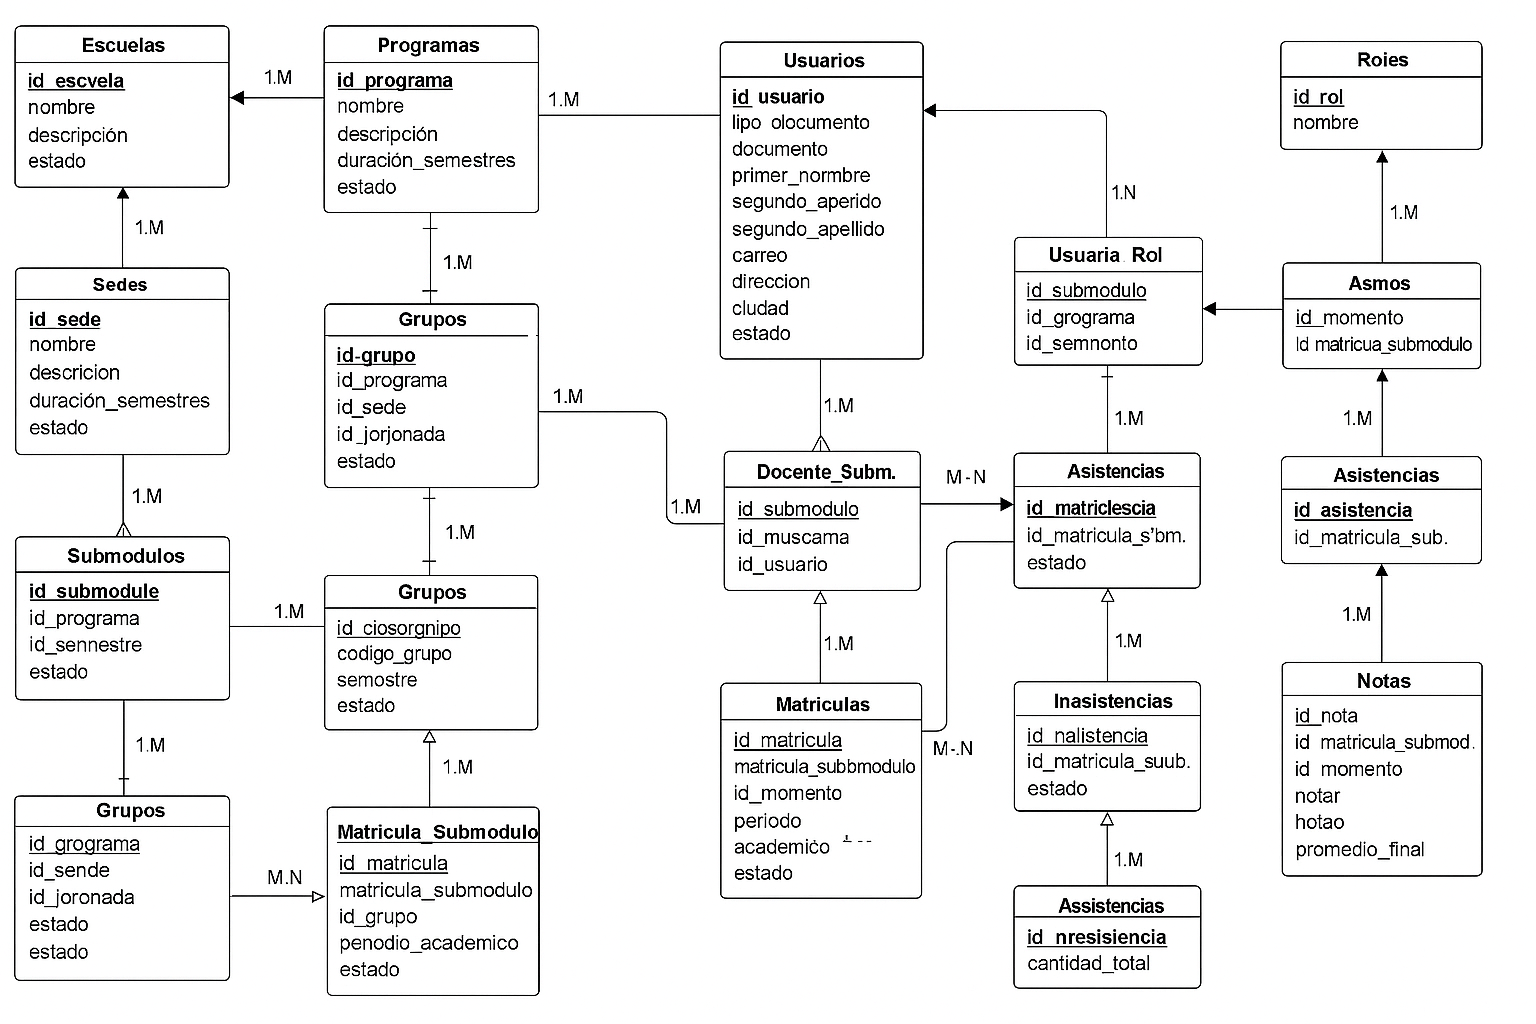 Escuelas
id_escvela
nombre
descripción
estado
1.M
Programas
id_programa
nombre
descripción
duración_semestres
estado
1.M
Usuarios
id_usuario
lipo olocumento
documento
primer_normbre
segundo_aperido
segundo_apellido
carreo
direccion
cludad
estado
1.N
Roies
id_rol
nombre
1.M
1.M
Sedes
id_sede
nombre
descricion
duración_semestres
estado
1.M
Grupos
id-grupo
id_programa
id_sede
id_jorjonada
estado
1.M
Usuaria Rol
id_submodulo
id_grograma
id_semnonto
Asmos
id_momento
Id matricua_submodulo
1.M
1.M
1.M
1.M
1.M
1.M
Docente_Subm.
id_submodulo
id_muscama
id_usuario
M-N
Asistencias
id_matriclescia
id_matricula_s'bm.
estado
Asistencias
id_asistencia
id_matricula_sub.
Submodulos
id_submodule
id_programa
id_sennestre
estado
1.M
Grupos
id_ciosorgnipo
codigo_grupo
semostre
estado
1.M
1.M
1.M
1.M
1.M
Matriculas
id_matricula
matricula_subbmodulo
id_momento
periodo
academico
estado
M-.N
Inasistencias
id_nalistencia
id_matricula_suub.
estado
Notas
id_nota
id_matricula_submod.
id_momento
notar
hotao
promedio_final
Grupos
id_grograma
id_sende
id_joronada
estado
estado
M.N
Matricula_Submodulo
id_matricula
matricula_submodulo
id_grupo
penodio_academico
estado
1.M
Assistencias
id_nresisiencia
cantidad_total